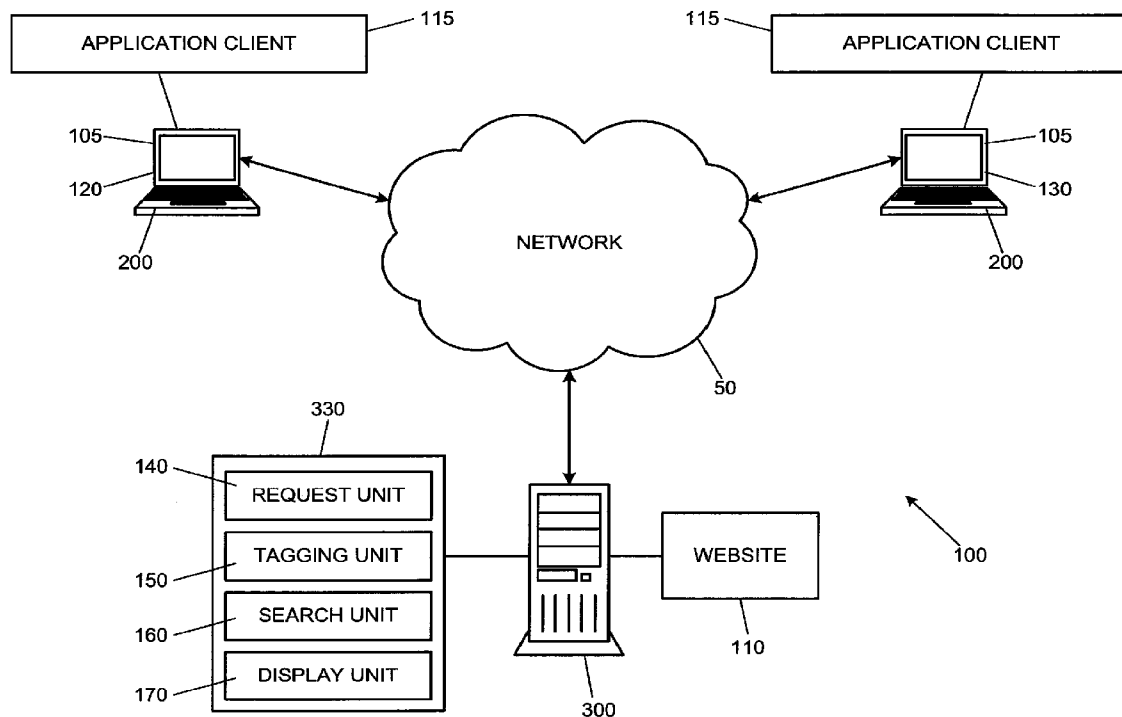 115
APPLICATION CLIENT
115
APPLICATION CLIENT
105
120
200
105
130
200
NETWORK
50
330
140
REQUEST UNIT
150
TAGGING UNIT
160
SEARCH UNIT
170
DISPLAY UNIT
300
WEBSITE
110
100